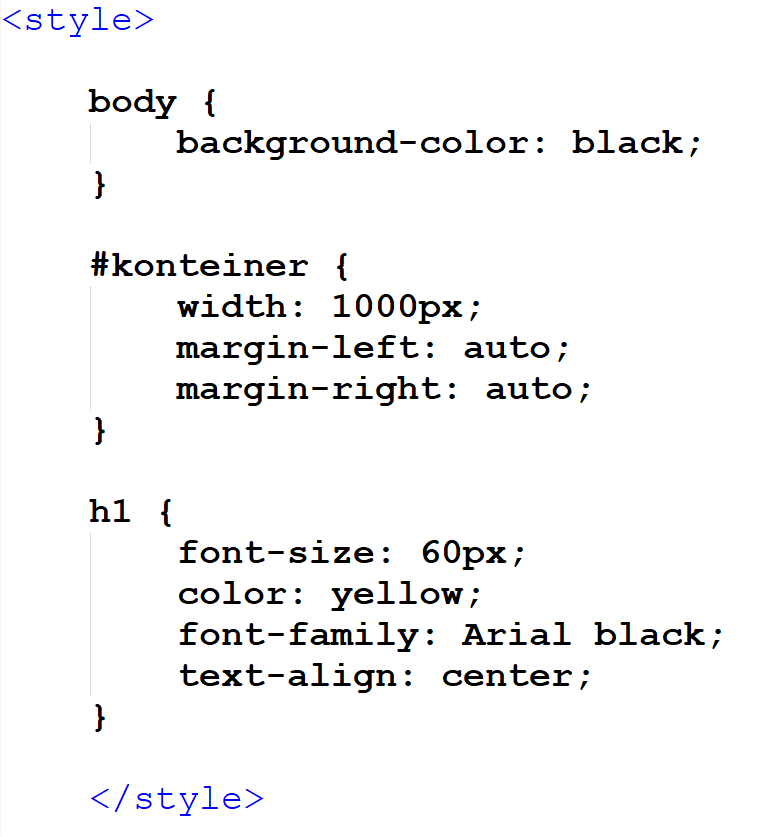 <style>
body {
background-color: black;
}
#konteiner {
width: 1000px;
margin-left: auto;
margin-right: auto;
}
h1 {
font-size: 60px;
color: yellow;
font-family: Arial black;
text-align: center;
}
</style>